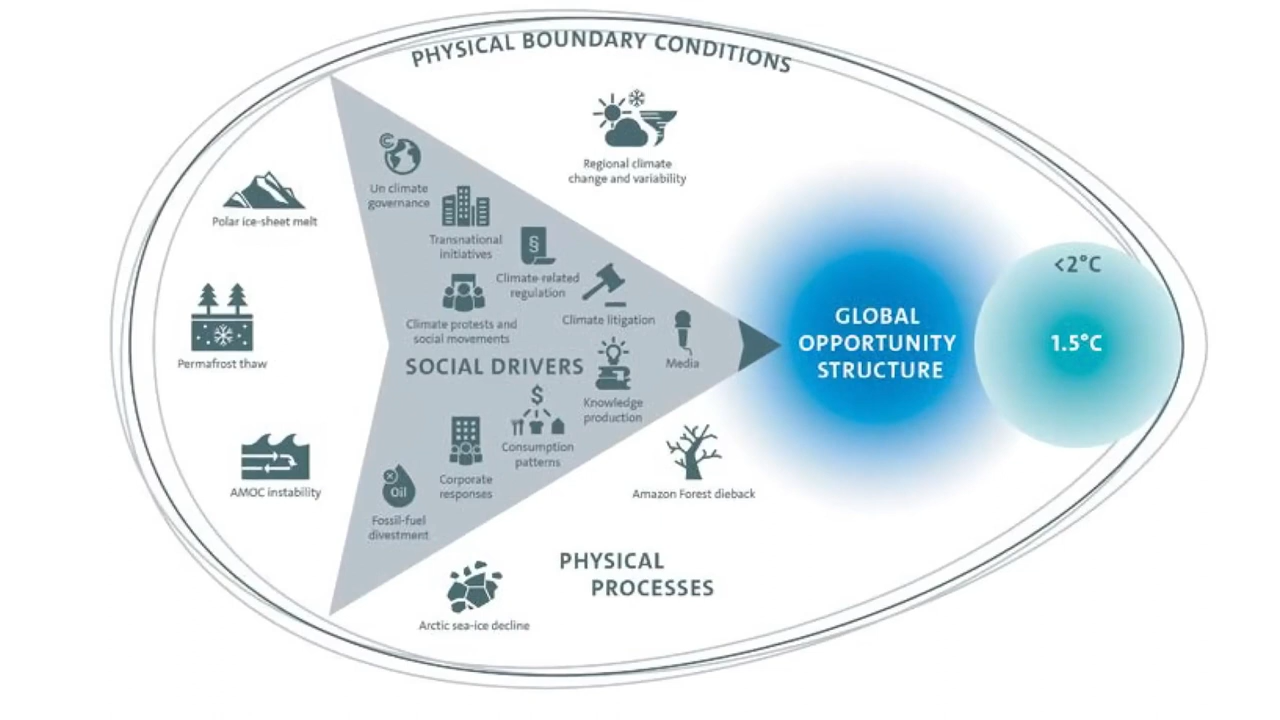 PHYSICAL BOUNDARY CONDITIONS
Regional climate
change and variability
Polar ice-sheet melt
Permafrost thaw
AMOC instability
Un climate
governance
Transnational
initiatives
§
Climate-related
regulation
Climate protests and
social movements
Climate litigation
Media
SOCIAL DRIVERS
Knowledge
production
$
Consumption
patterns
Corporate
responses
Oil
Fossil-fuel
divestment
Amazon Forest dieback
PHYSICAL
PROCESSES
Arctic sea-ice decline
GLOBAL
OPPORTUNITY
STRUCTURE
<2°C
1.5°C